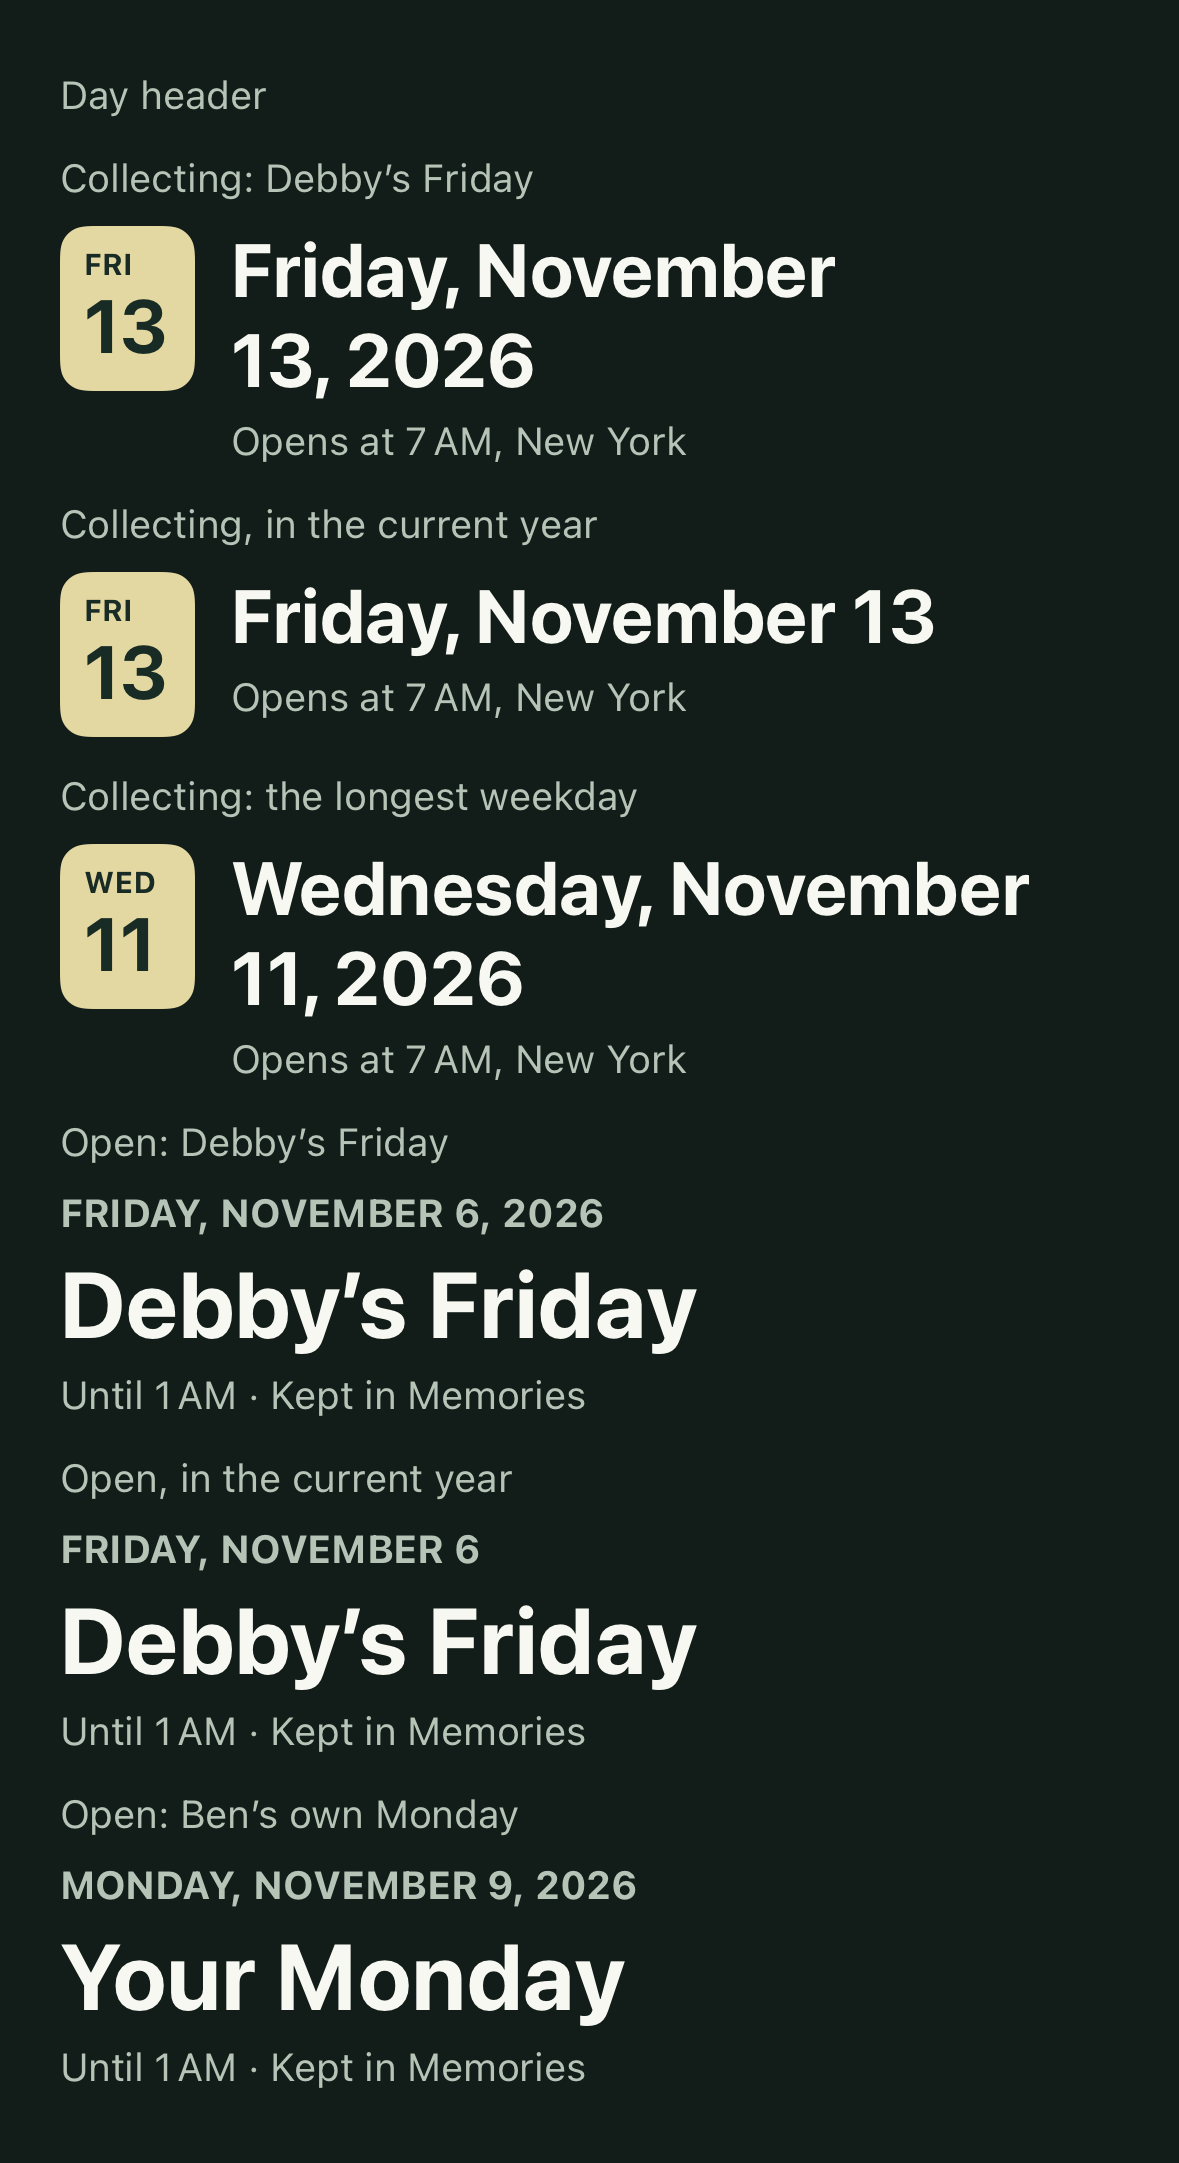 Day header
Collecting: Debby’s Friday
FRI
13
Friday, November
13, 2026
Opens at 7 AM, New York
Collecting, in the current year
FRI
13
Friday, November 13
Opens at 7 AM, New York
Collecting: the longest weekday
WED
11
Wednesday, November
11, 2026
Opens at 7 AM, New York
Open: Debby’s Friday
FRIDAY, NOVEMBER 6, 2026
Debby’s Friday
Until 1 AM · Kept in Memories
Open, in the current year
FRIDAY, NOVEMBER 6
Debby’s Friday
Until 1 AM · Kept in Memories
Open: Ben’s own Monday
MONDAY, NOVEMBER 9, 2026
Your Monday
Until 1 AM · Kept in Memories